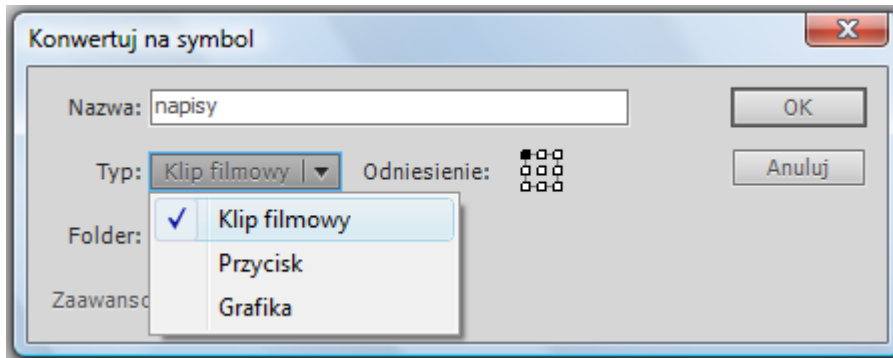 Konwertuj na symbol
Nazwa: napisy OK
Typ: Klip filmowy Odniesienie: Anuluj
Klip filmowy
Folder:
Przycisk
Grafika